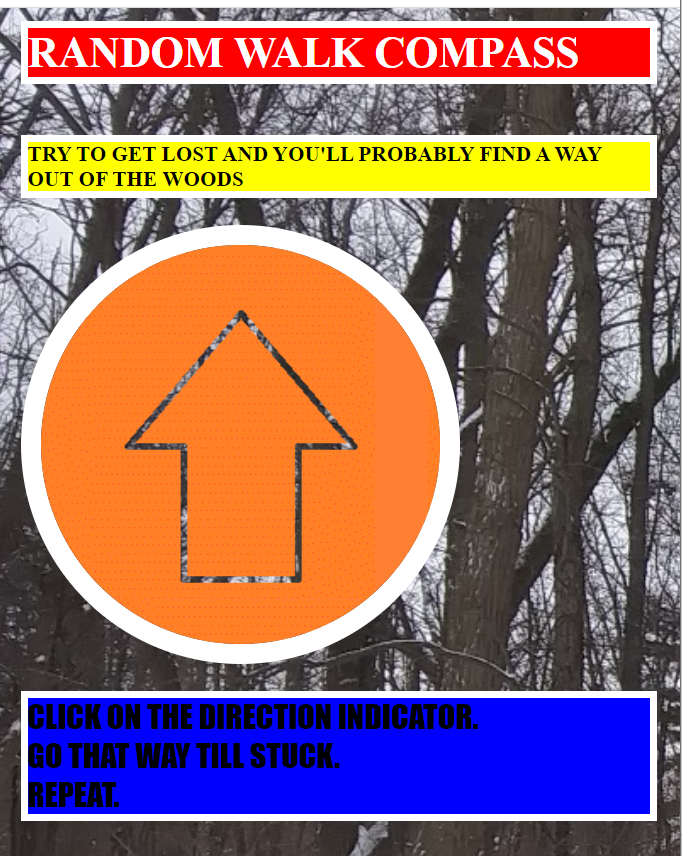 RANDOM WALK COMPASS
TRY TO GET LOST AND YOU'LL PROBABLY FIND A WAY
OUT OF THE WOODS
CLICK ON THE DIRECTION INDICATOR.
GO THAT WAY TILL STUCK.
REPEAT.